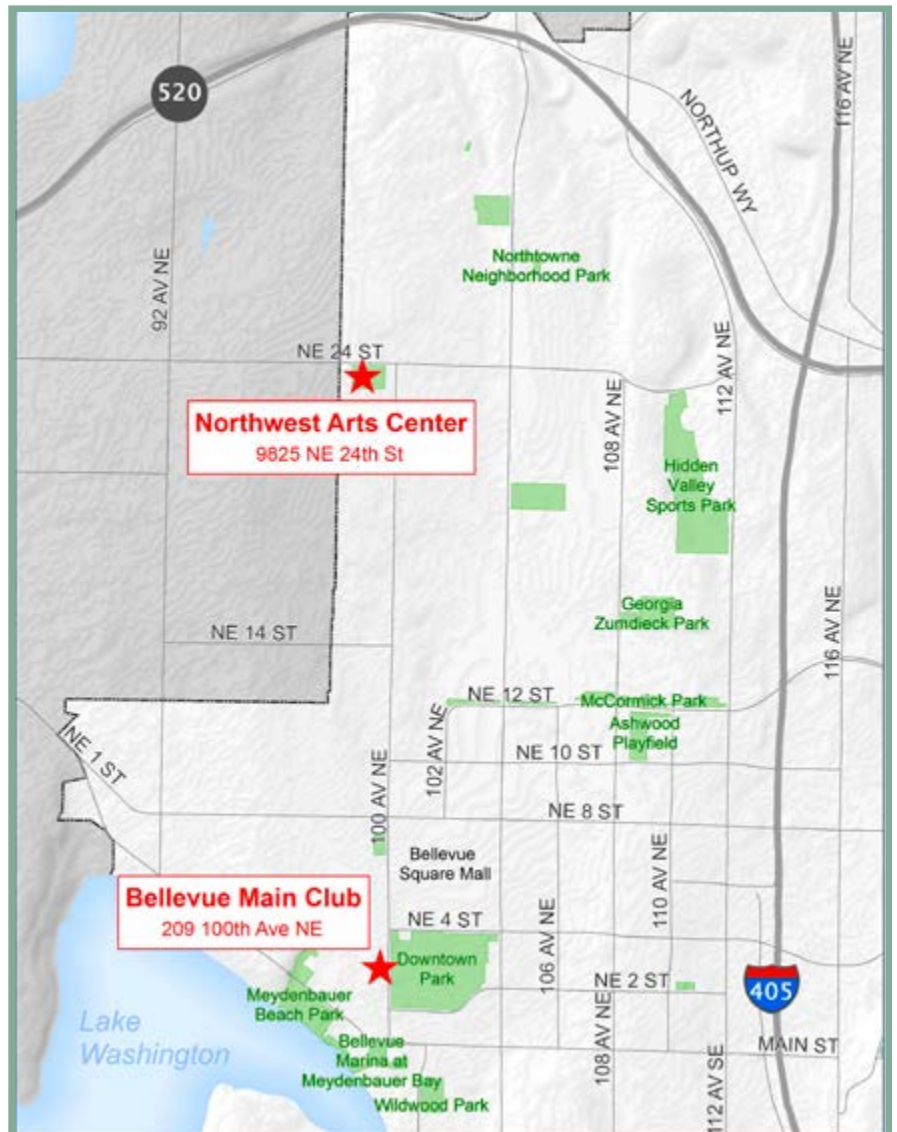 520
NORTHUP WY
116 AV NE
Northtowne
Neighborhood Park
92 AV NE
NE 24 ST
112 AV NE
Northwest Arts Center
9825 NE 24th St
108 AV NE
Hidden
Valley
Sports Park
Georgia
Zumdieck Park
116 AV NE
NE 14 ST
NE 12 ST
McCormick Park
Ashwood
Playfield
102 AV NE
NE 10 ST
NE 1 ST
100 AV NE
NE 8 ST
Bellevue
Square Mall
110 AV NE
Bellevue Main Club
209 100th Ave NE
NE 4 ST
106 AV NE
Downtown
Park
NE 2 ST
405
Meydenbauer
Beach Park
108 AV NE
Lake
Washington
Bellevue
Marina at
Meydenbauer Bay
MAIN ST
112 AV SE
Wildwood Park